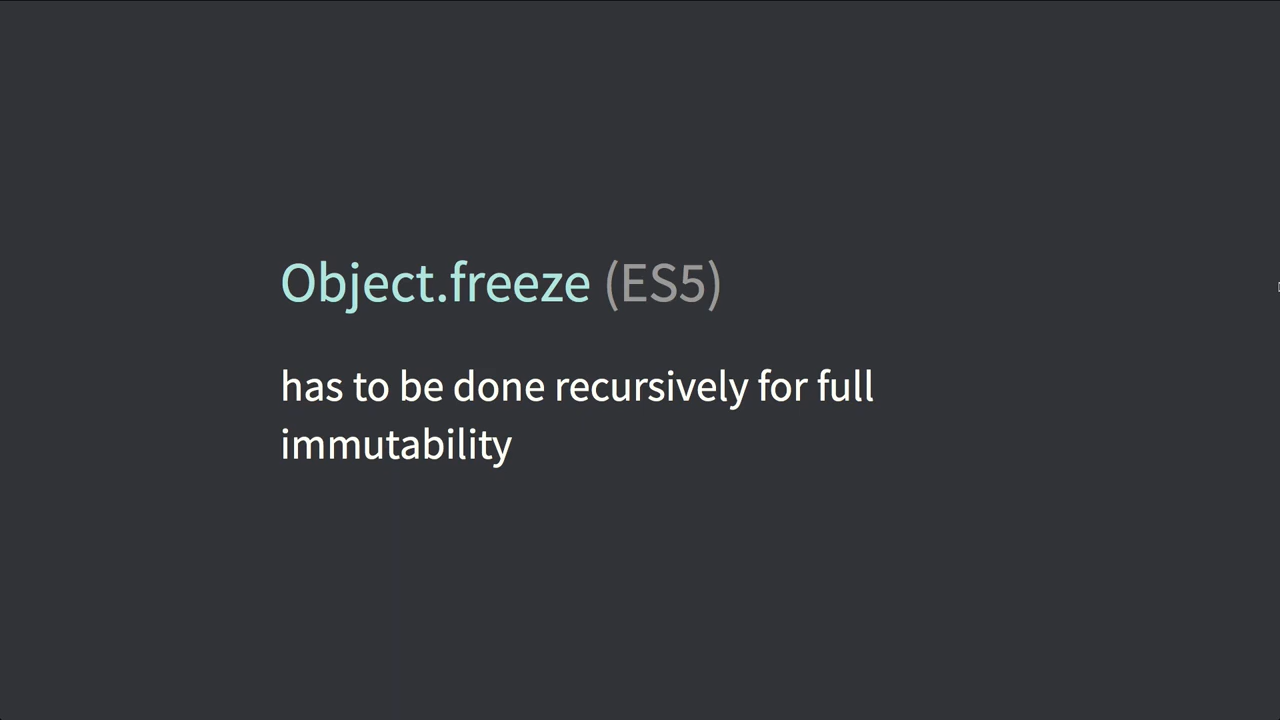 Object.freeze (ES5)
has to be done recursively for full
immutability